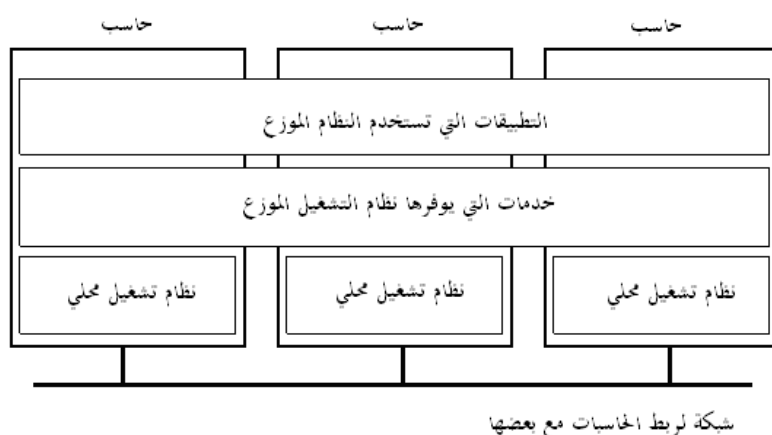 حاسب
حاسب
حاسب
التطبيقات التي تستخدم النظام الموزع
خدمات التي يوفرها نظام التشغيل الموزع
نظام تشغيل محلي
نظام تشغيل محلي
نظام تشغيل محلي
شبكة لربط الحاسبات مع بعضها